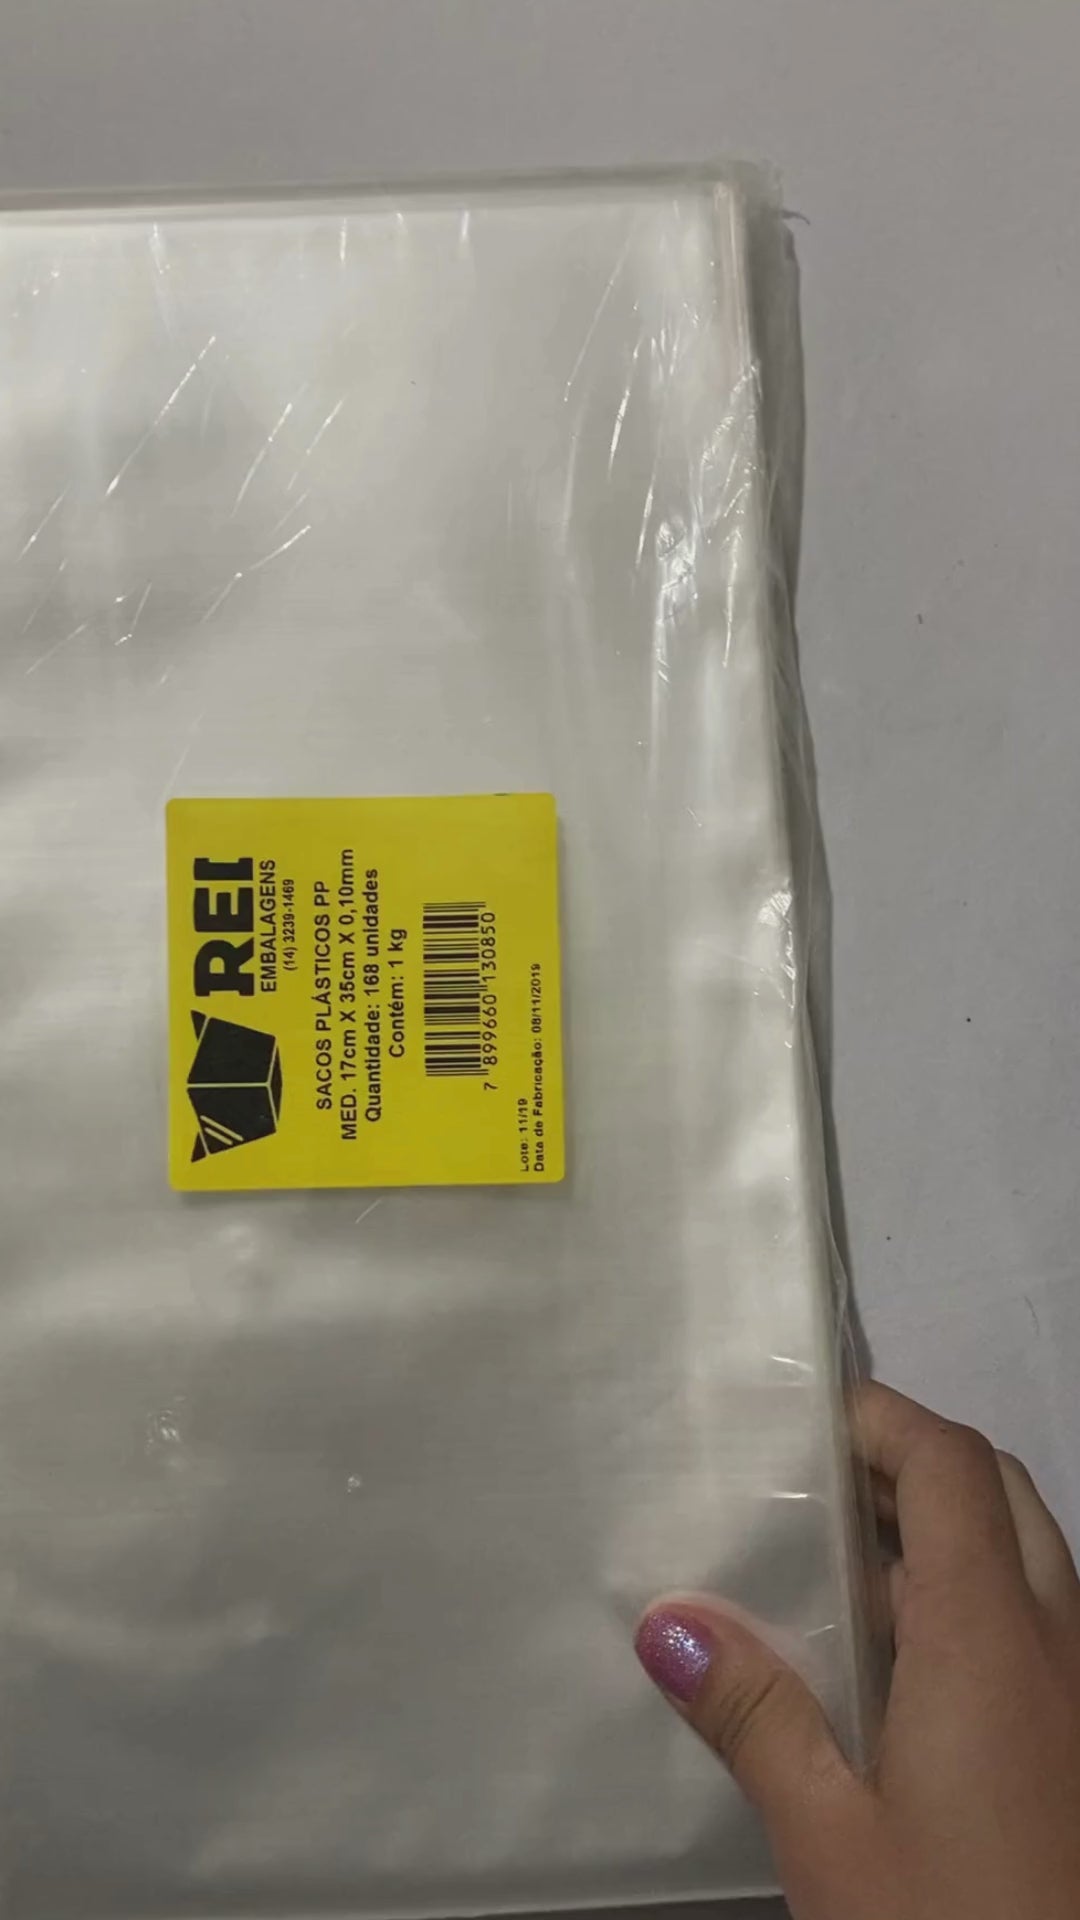 REI
EMBALAGENS
(14) 3239-1469
SACOS PLÁSTICOS PP
MED. 17cm X 35cm X 0,10mm
Quantidade: 168 unidades
Contém: 1 kg
7 899660 130850
Lote: 11/19
Data de Fabricação: 08/11/2019